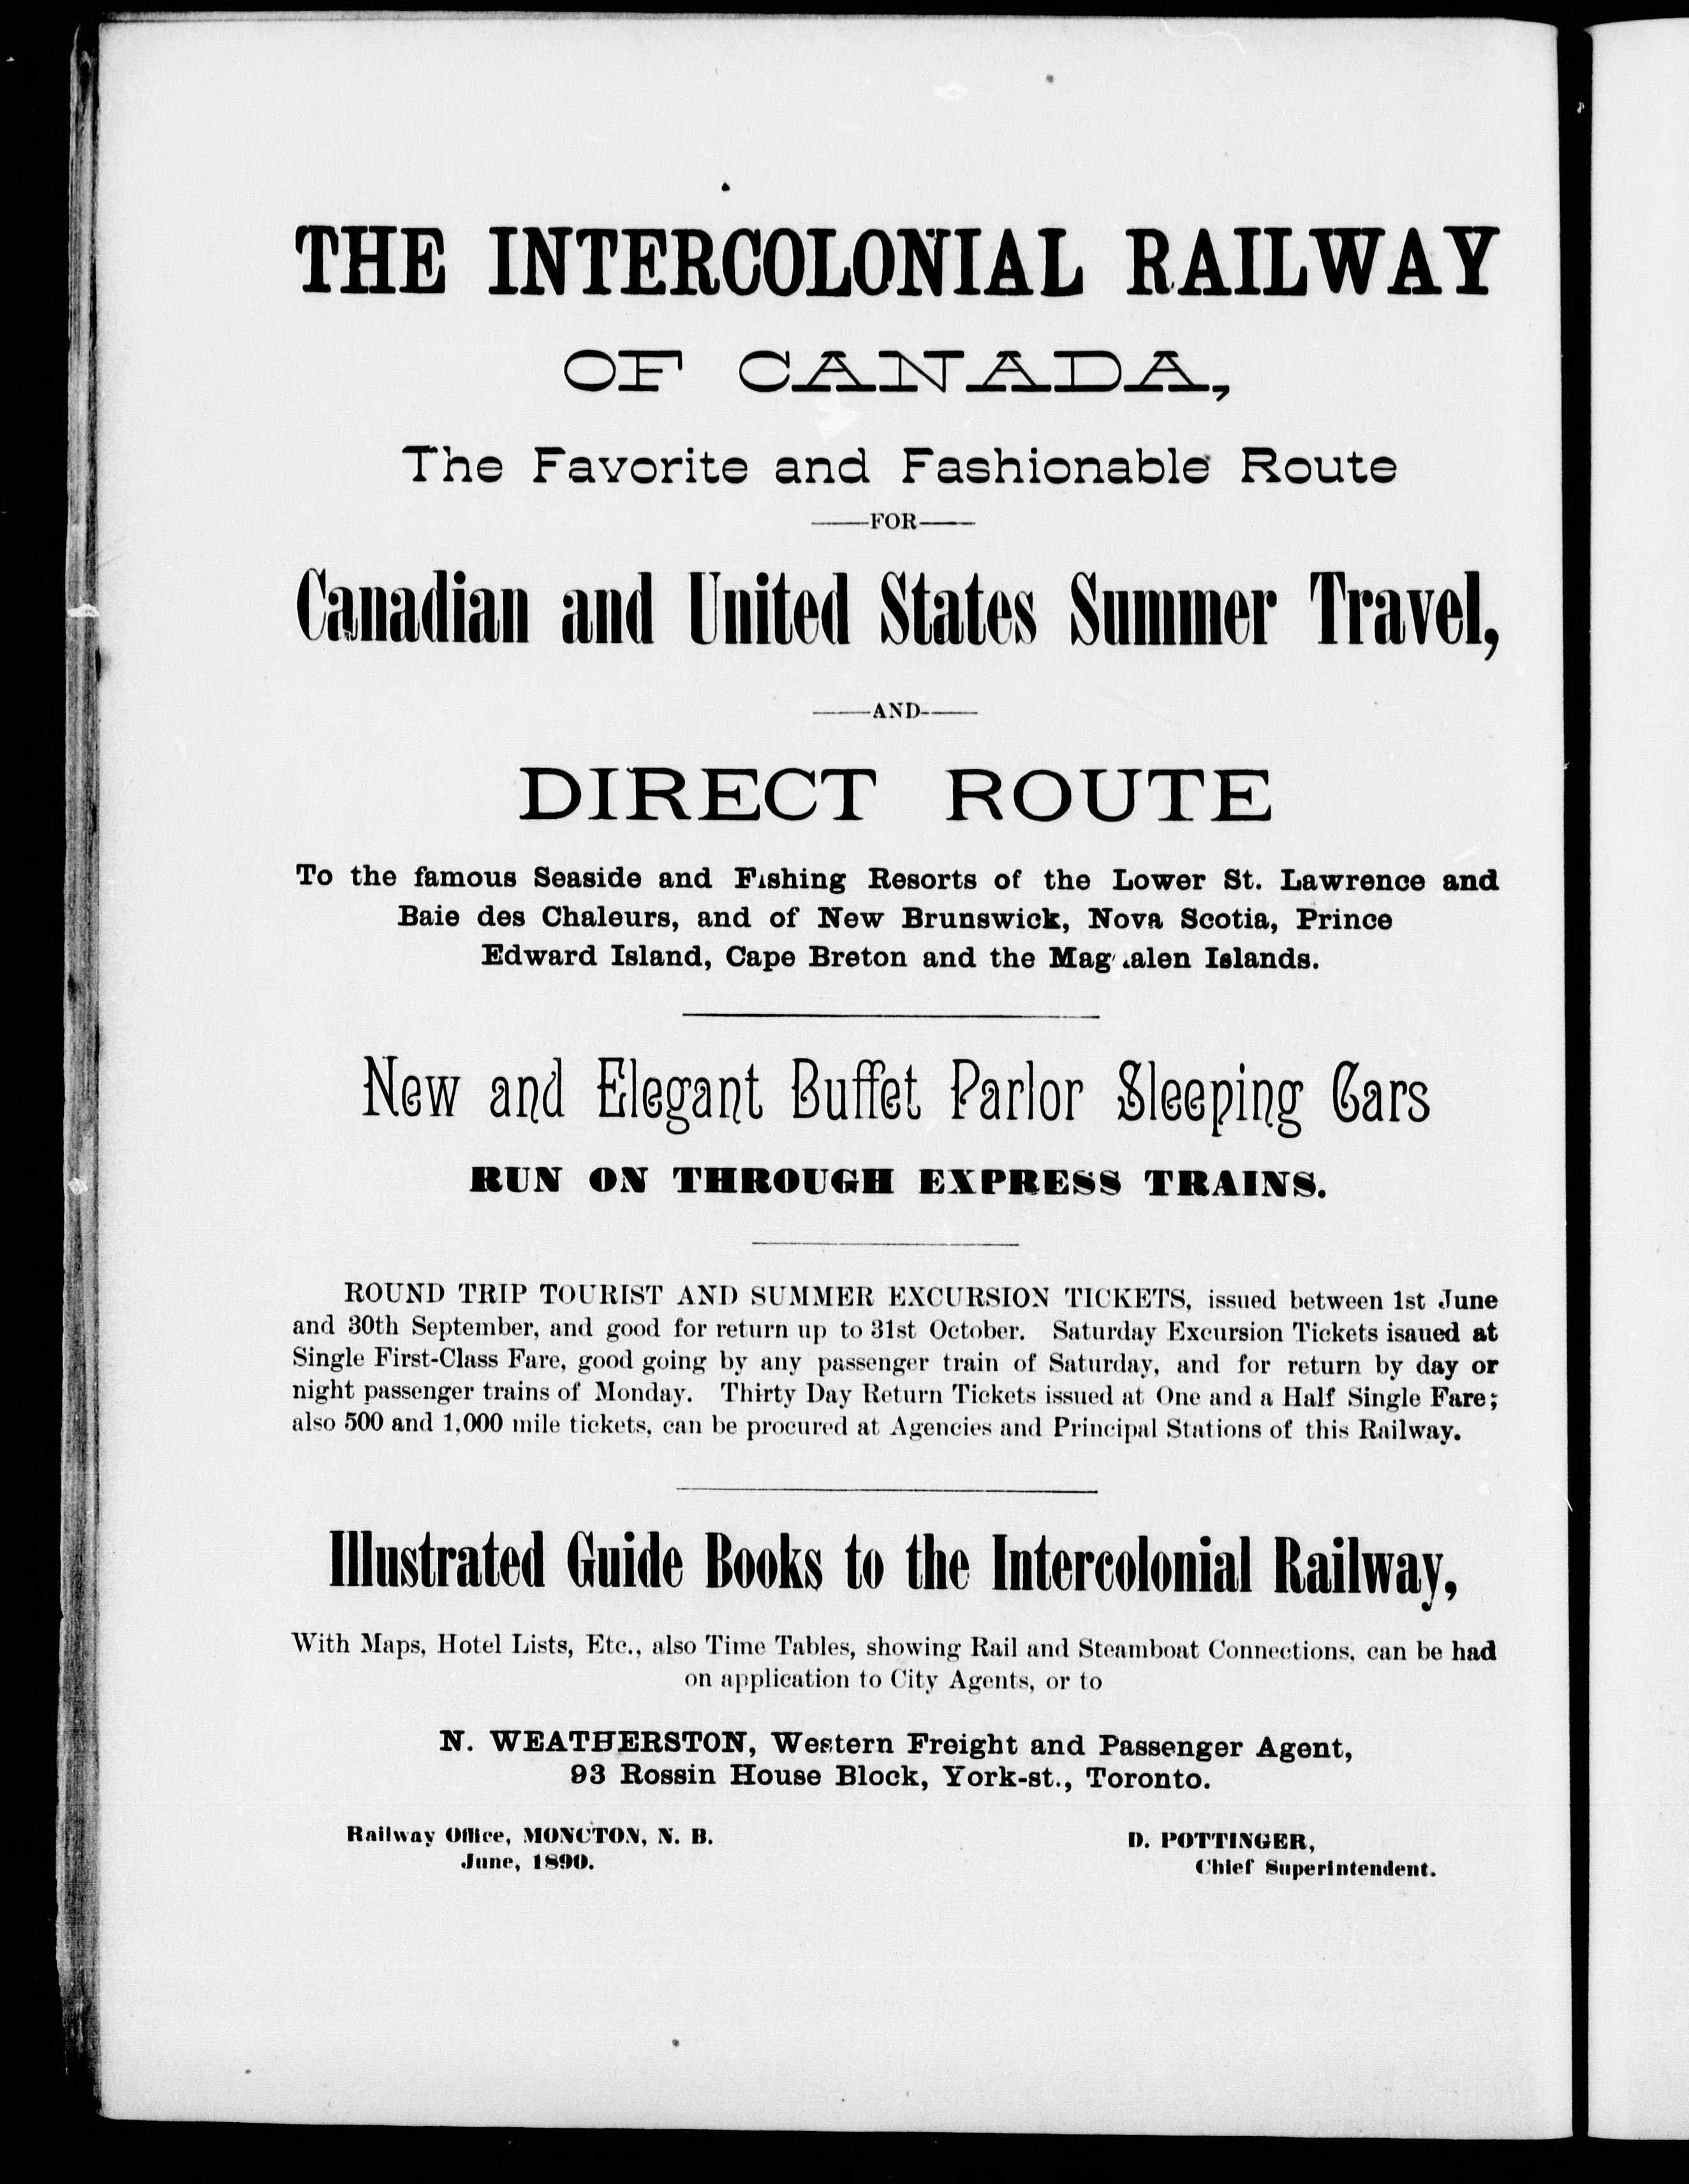 THE INTERCOLONIAL RAILWAY
OF CANADA,
The Favorite and Fashionable Route
——FOR——
Canadian and United States Summer Travel,
——AND——
DIRECT ROUTE
To the famous Seaside and Fishing Resorts of the Lower St. Lawrence and
Baie des Chaleurs, and of New Brunswick, Nova Scotia, Prince
Edward Island, Cape Breton and the Magdalen Islands.
New and Elegant Buffet Parlor Sleeping Cars
RUN ON THROUGH EXPRESS TRAINS.
ROUND TRIP TOURIST AND SUMMER EXCURSION TICKETS, issued between 1st June
and 30th September, and good for return up to 31st October. Saturday Excursion Tickets isaued at
Single First-Class Fare, good going by any passenger train of Saturday, and for return by day or
night passenger trains of Monday. Thirty Day Return Tickets issued at One and a Half Single Fare;
also 500 and 1,000 mile tickets, can be procured at Agencies and Principal Stations of this Railway.
Illustrated Guide Books to the Intercolonial Railway,
With Maps, Hotel Lists, Etc., also Time Tables, showing Rail and Steamboat Connections, can be had
on application to City Agents, or to
N. WEATHERSTON, Western Freight and Passenger Agent,
93 Rossin House Block, York-st., Toronto.
Railway Office, MONCTON, N. B.
June, 1890.
D. POTTINGER,
Chief Superintendent.